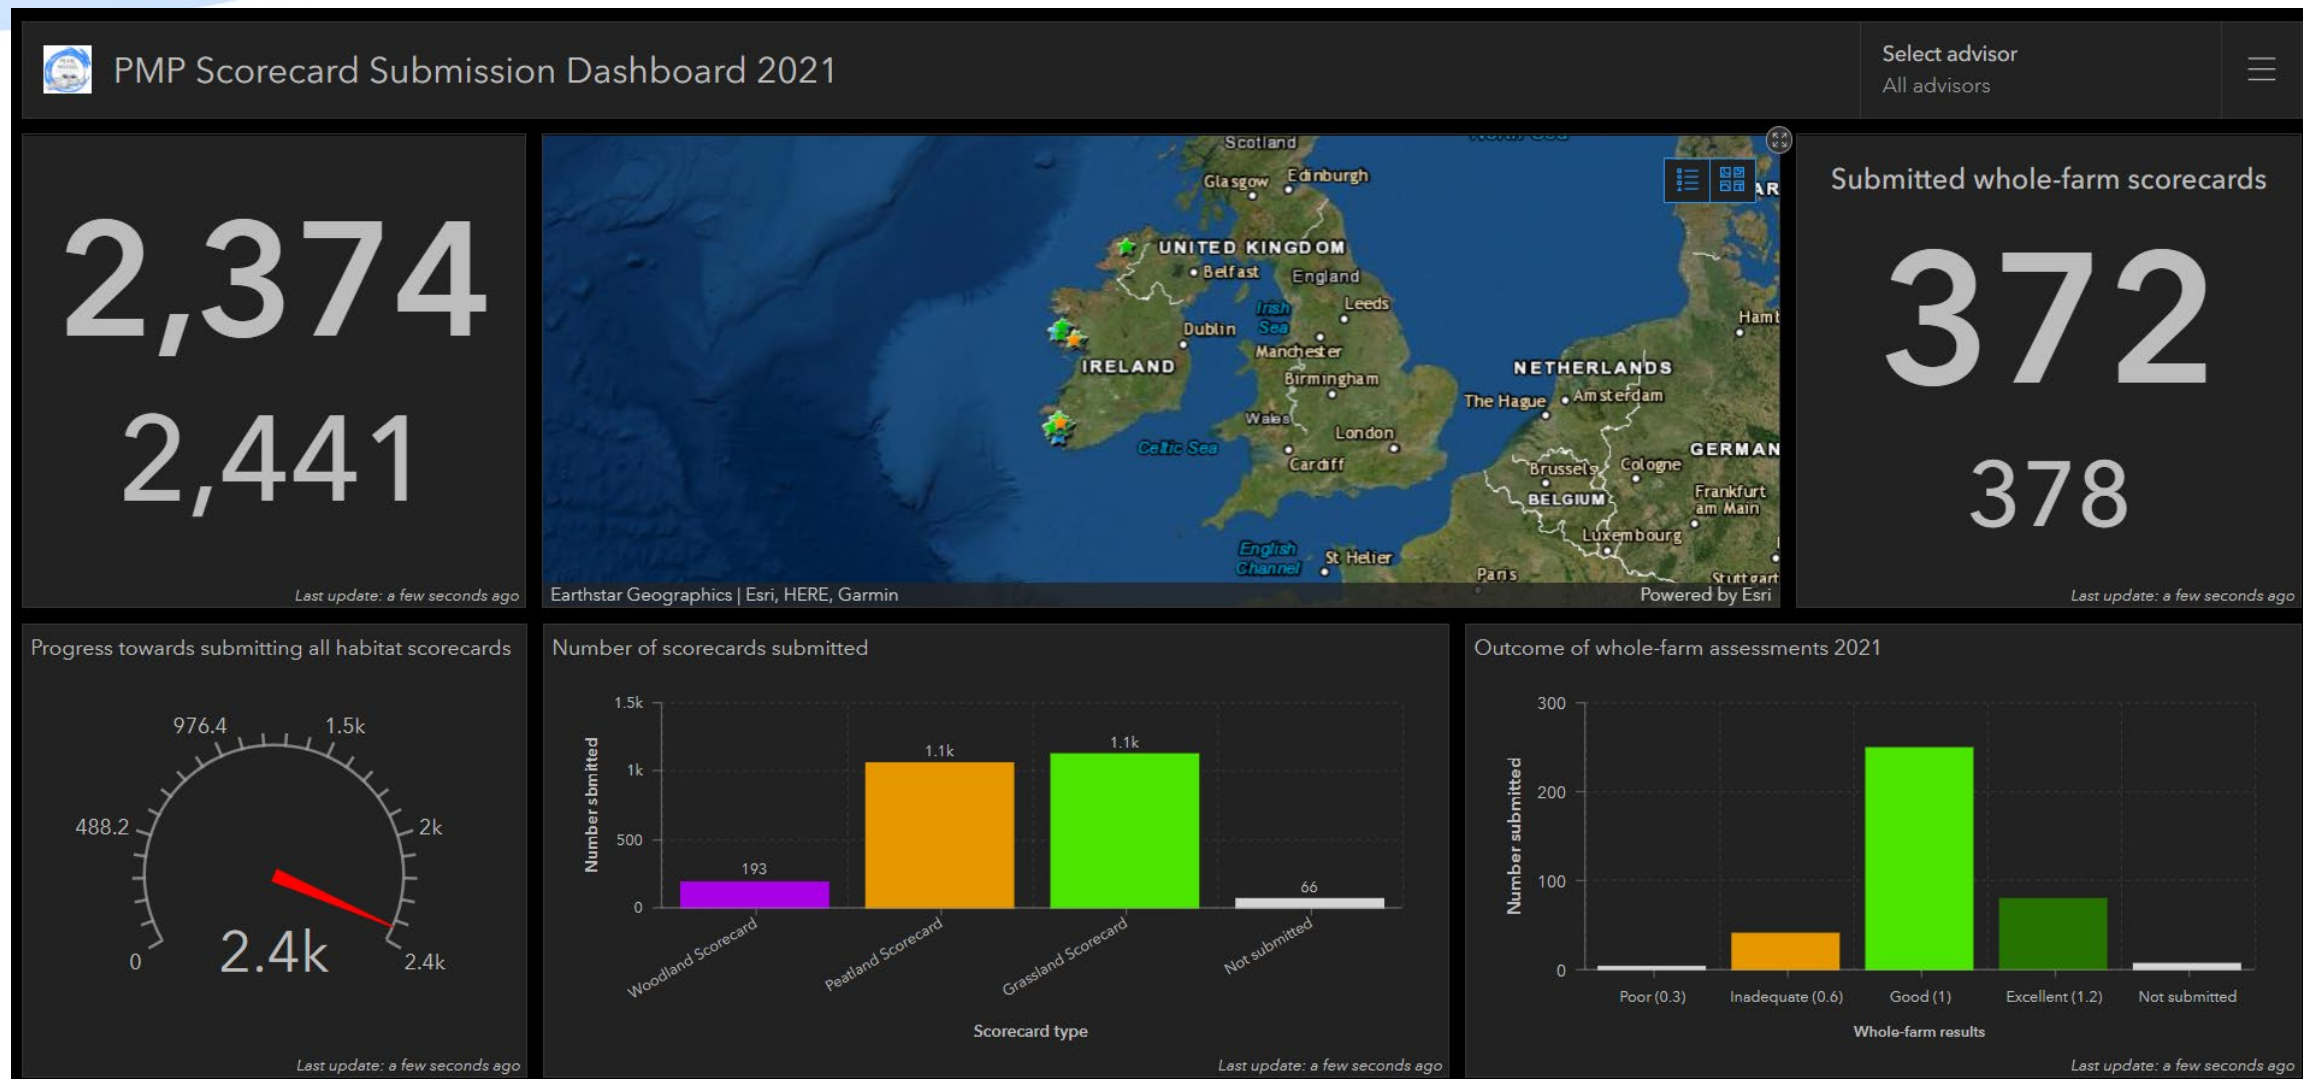 PMP Scorecard Submission Dashboard 2021
Select advisor
All advisors
2,374
2,441
Last update: a few seconds ago
Scotland
Glasgow
Edinburgh
UNITED KINGDOM
Belfast
England
Irish
Sea
Leeds
Dublin
Manchester
IRELAND
Birmingham
NETHERLANDS
The Hague
Amsterdam
Hamb
Wales
London
Celtic Sea
Cardiff
GERMAN
Brussels
Cologne
BELGIUM
Frankfurt
am Main
Luxembourg
English
Channel
St Helier
Paris
Stuttgart
Earthstar Geographics | Esri, HERE, Garmin
Powered by Esri
Submitted whole-farm scorecards
372
378
Last update: a few seconds ago
Progress towards submitting all habitat scorecards
976.4
1.5k
488.2
2k
0
2.4k
2.4k
Last update: a few seconds ago
Number of scorecards submitted
Number sbmitted
1.5k
1k
500
0
193
1.1k
1.1k
66
Woodland Scorecard
Peatland Scorecard
Grassland Scorecard
Not submitted
Scorecard type
Last update: a few seconds ago
Outcome of whole-farm assessments 2021
Number submitted
300
200
100
0
Poor (0.3)
Inadequate (0.6)
Good (1)
Excellent (1.2)
Not submitted
Whole-farm results
Last update: a few seconds ago